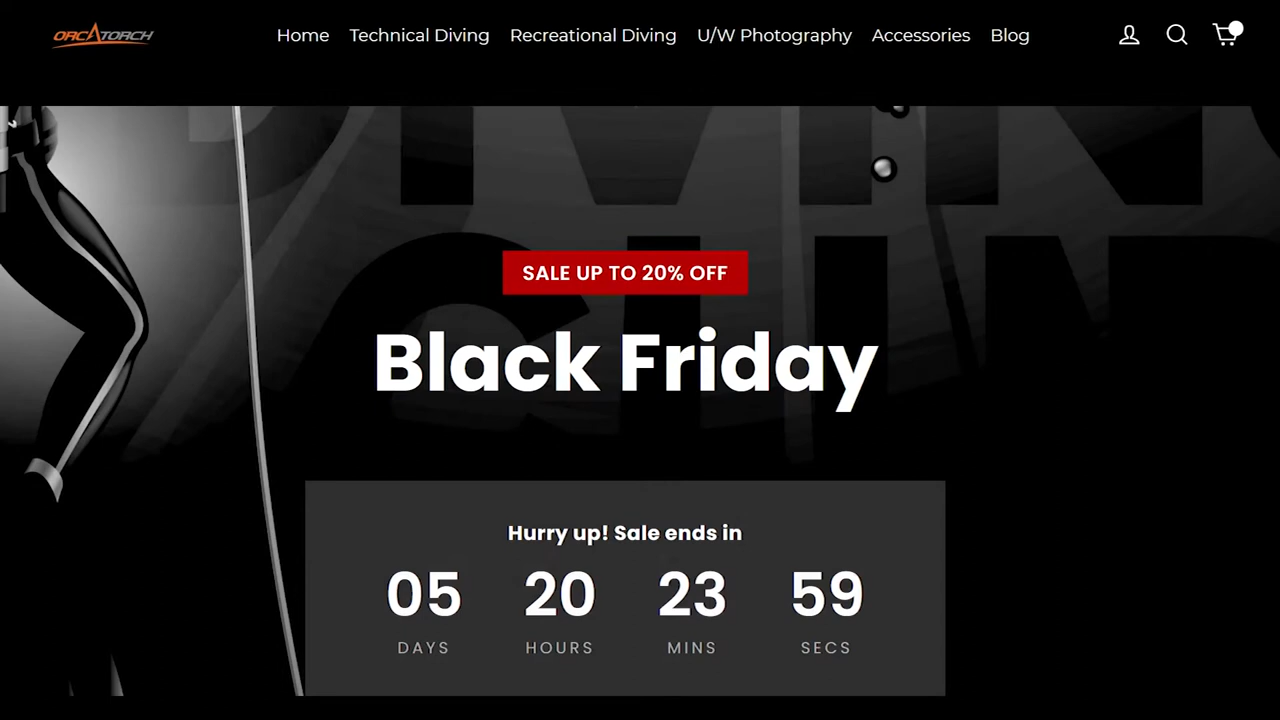 ORCATORCH
Home Technical Diving Recreational Diving U/W Photography Accessories Blog
SALE UP TO 20% OFF
Black Friday
Hurry up! Sale ends in
05 20 23 59
DAYS HOURS MINS SECS